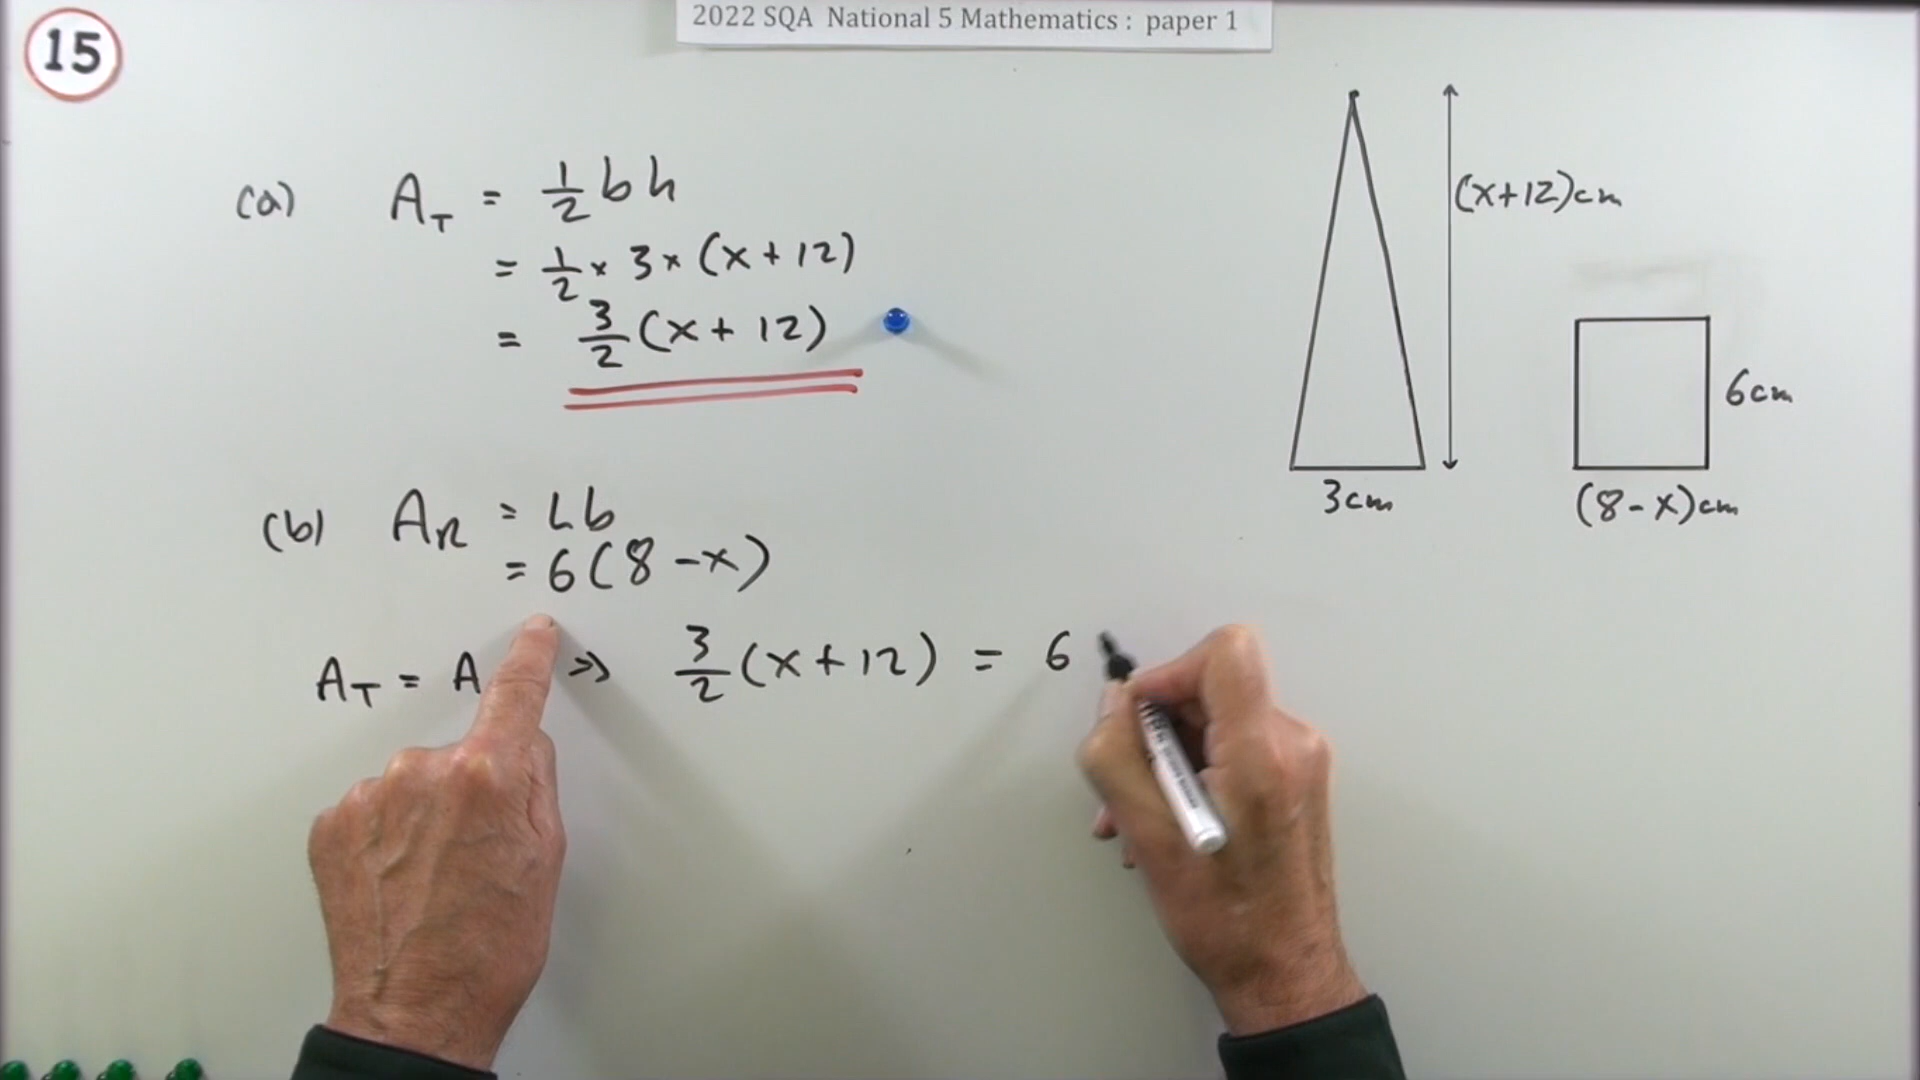 15
2022 SQA National 5 Mathematics : paper 1
(a) A_T = 1/2 b h
= 1/2 × 3 × (x + 12)
= 3/2 (x + 12)
(x+12)cm
6cm
3cm
(8-x)cm
(b) A_R = Lb
= 6(8 - x)
A_T = A ⇒ 3/2 (x + 12) = 6